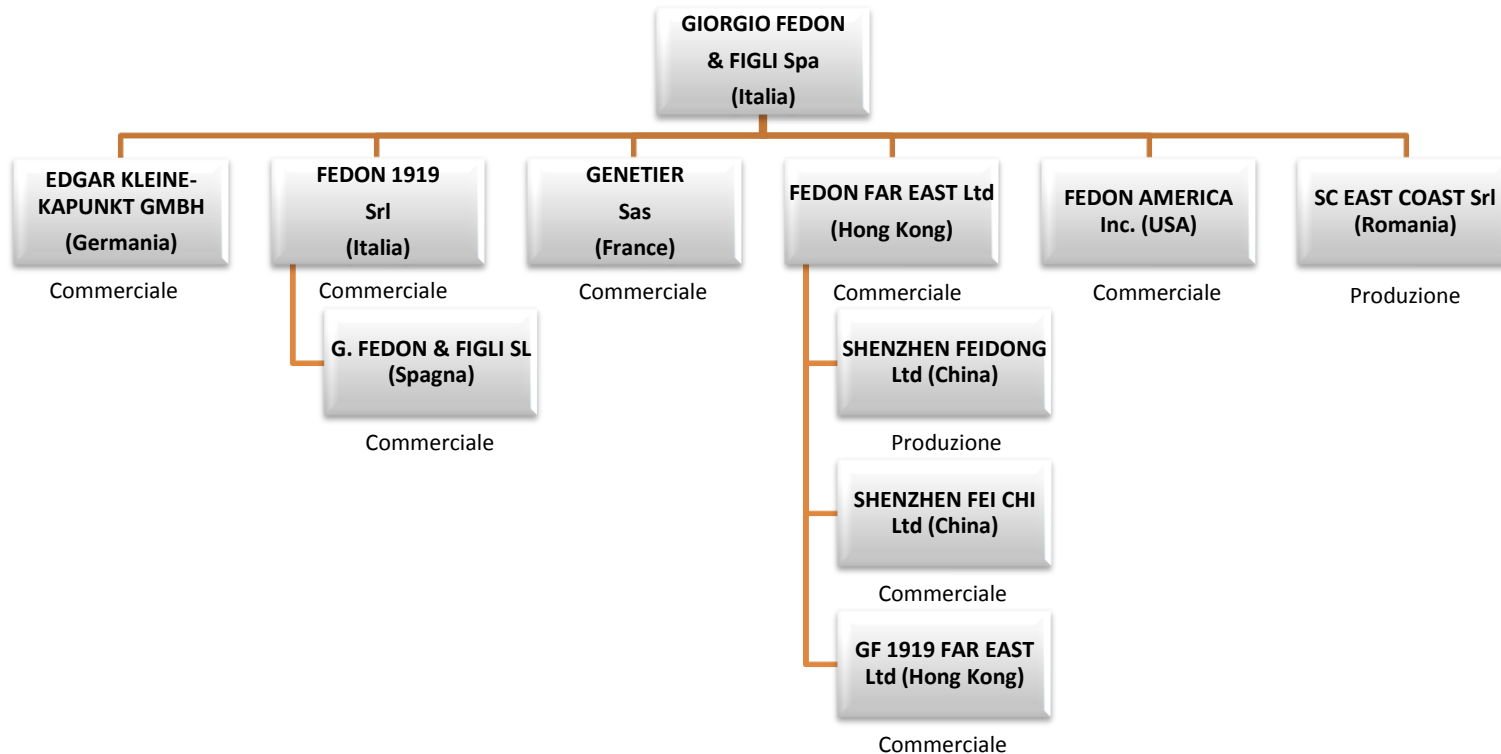 GIORGIO FEDON
& FIGLI Spa
(Italia)
EDGAR KLEINE-
KAPUNKT GMBH
(Germania)
Commerciale
FEDON 1919
Srl
(Italia)
Commerciale
GENETIER
Sas
(France)
Commerciale
FEDON FAR EAST Ltd
(Hong Kong)
Commerciale
FEDON AMERICA
Inc. (USA)
Commerciale
SC EAST COAST Srl
(Romania)
Produzione
G. FEDON & FIGLI SL
(Spagna)
Commerciale
SHENZHEN FEIDONG
Ltd (China)
Produzione
SHENZHEN FEI CHI
Ltd (China)
Commerciale
GF 1919 FAR EAST
Ltd (Hong Kong)
Commerciale